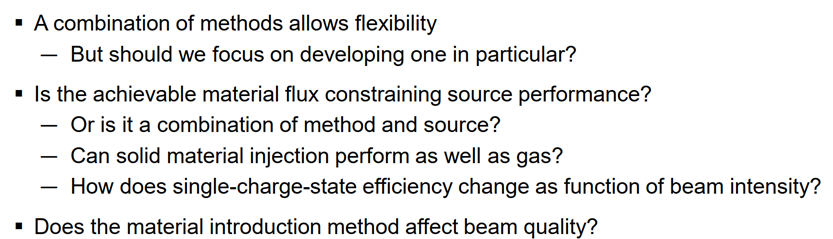 ▪ A combination of methods allows flexibility
— But should we focus on developing one in particular?
▪ Is the achievable material flux constraining source performance?
— Or is it a combination of method and source?
— Can solid material injection perform as well as gas?
— How does single-charge-state efficiency change as function of beam intensity?
▪ Does the material introduction method affect beam quality?